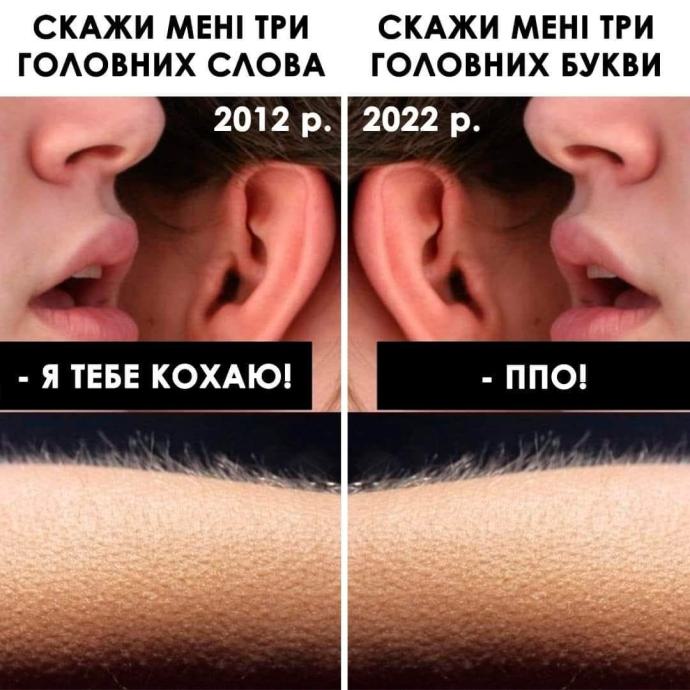 СКАЖИ МЕНІ ТРИ
ГОЛОВНИХ СЛОВА
2012 р.
- Я ТЕБЕ КОХАЮ!
СКАЖИ МЕНІ ТРИ
ГОЛОВНИХ БУКВИ
2022 р.
- ППО!